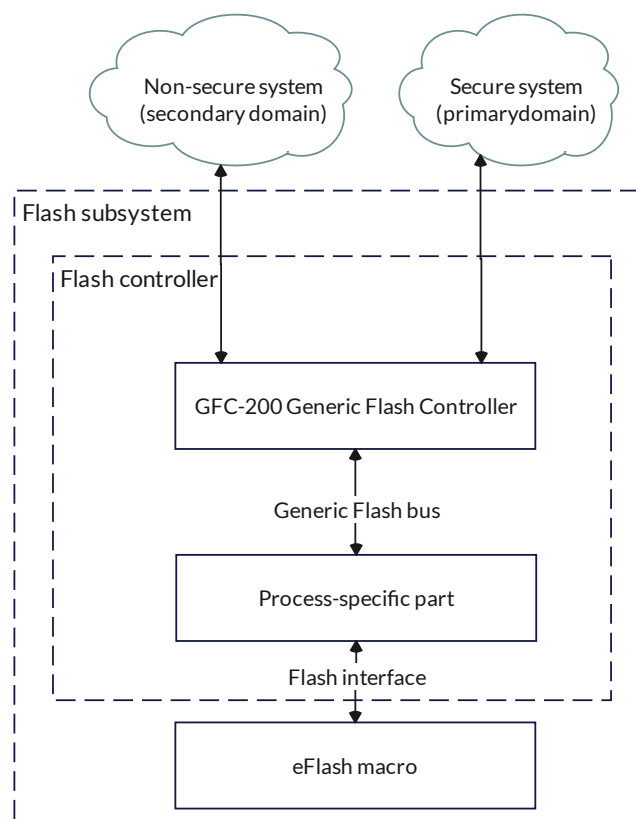 Non-secure system
(secondary domain)
Secure system
(primarydomain)
Flash subsystem
Flash controller
GFC-200 Generic Flash Controller
Generic Flash bus
Process-specific part
Flash interface
eFlash macro